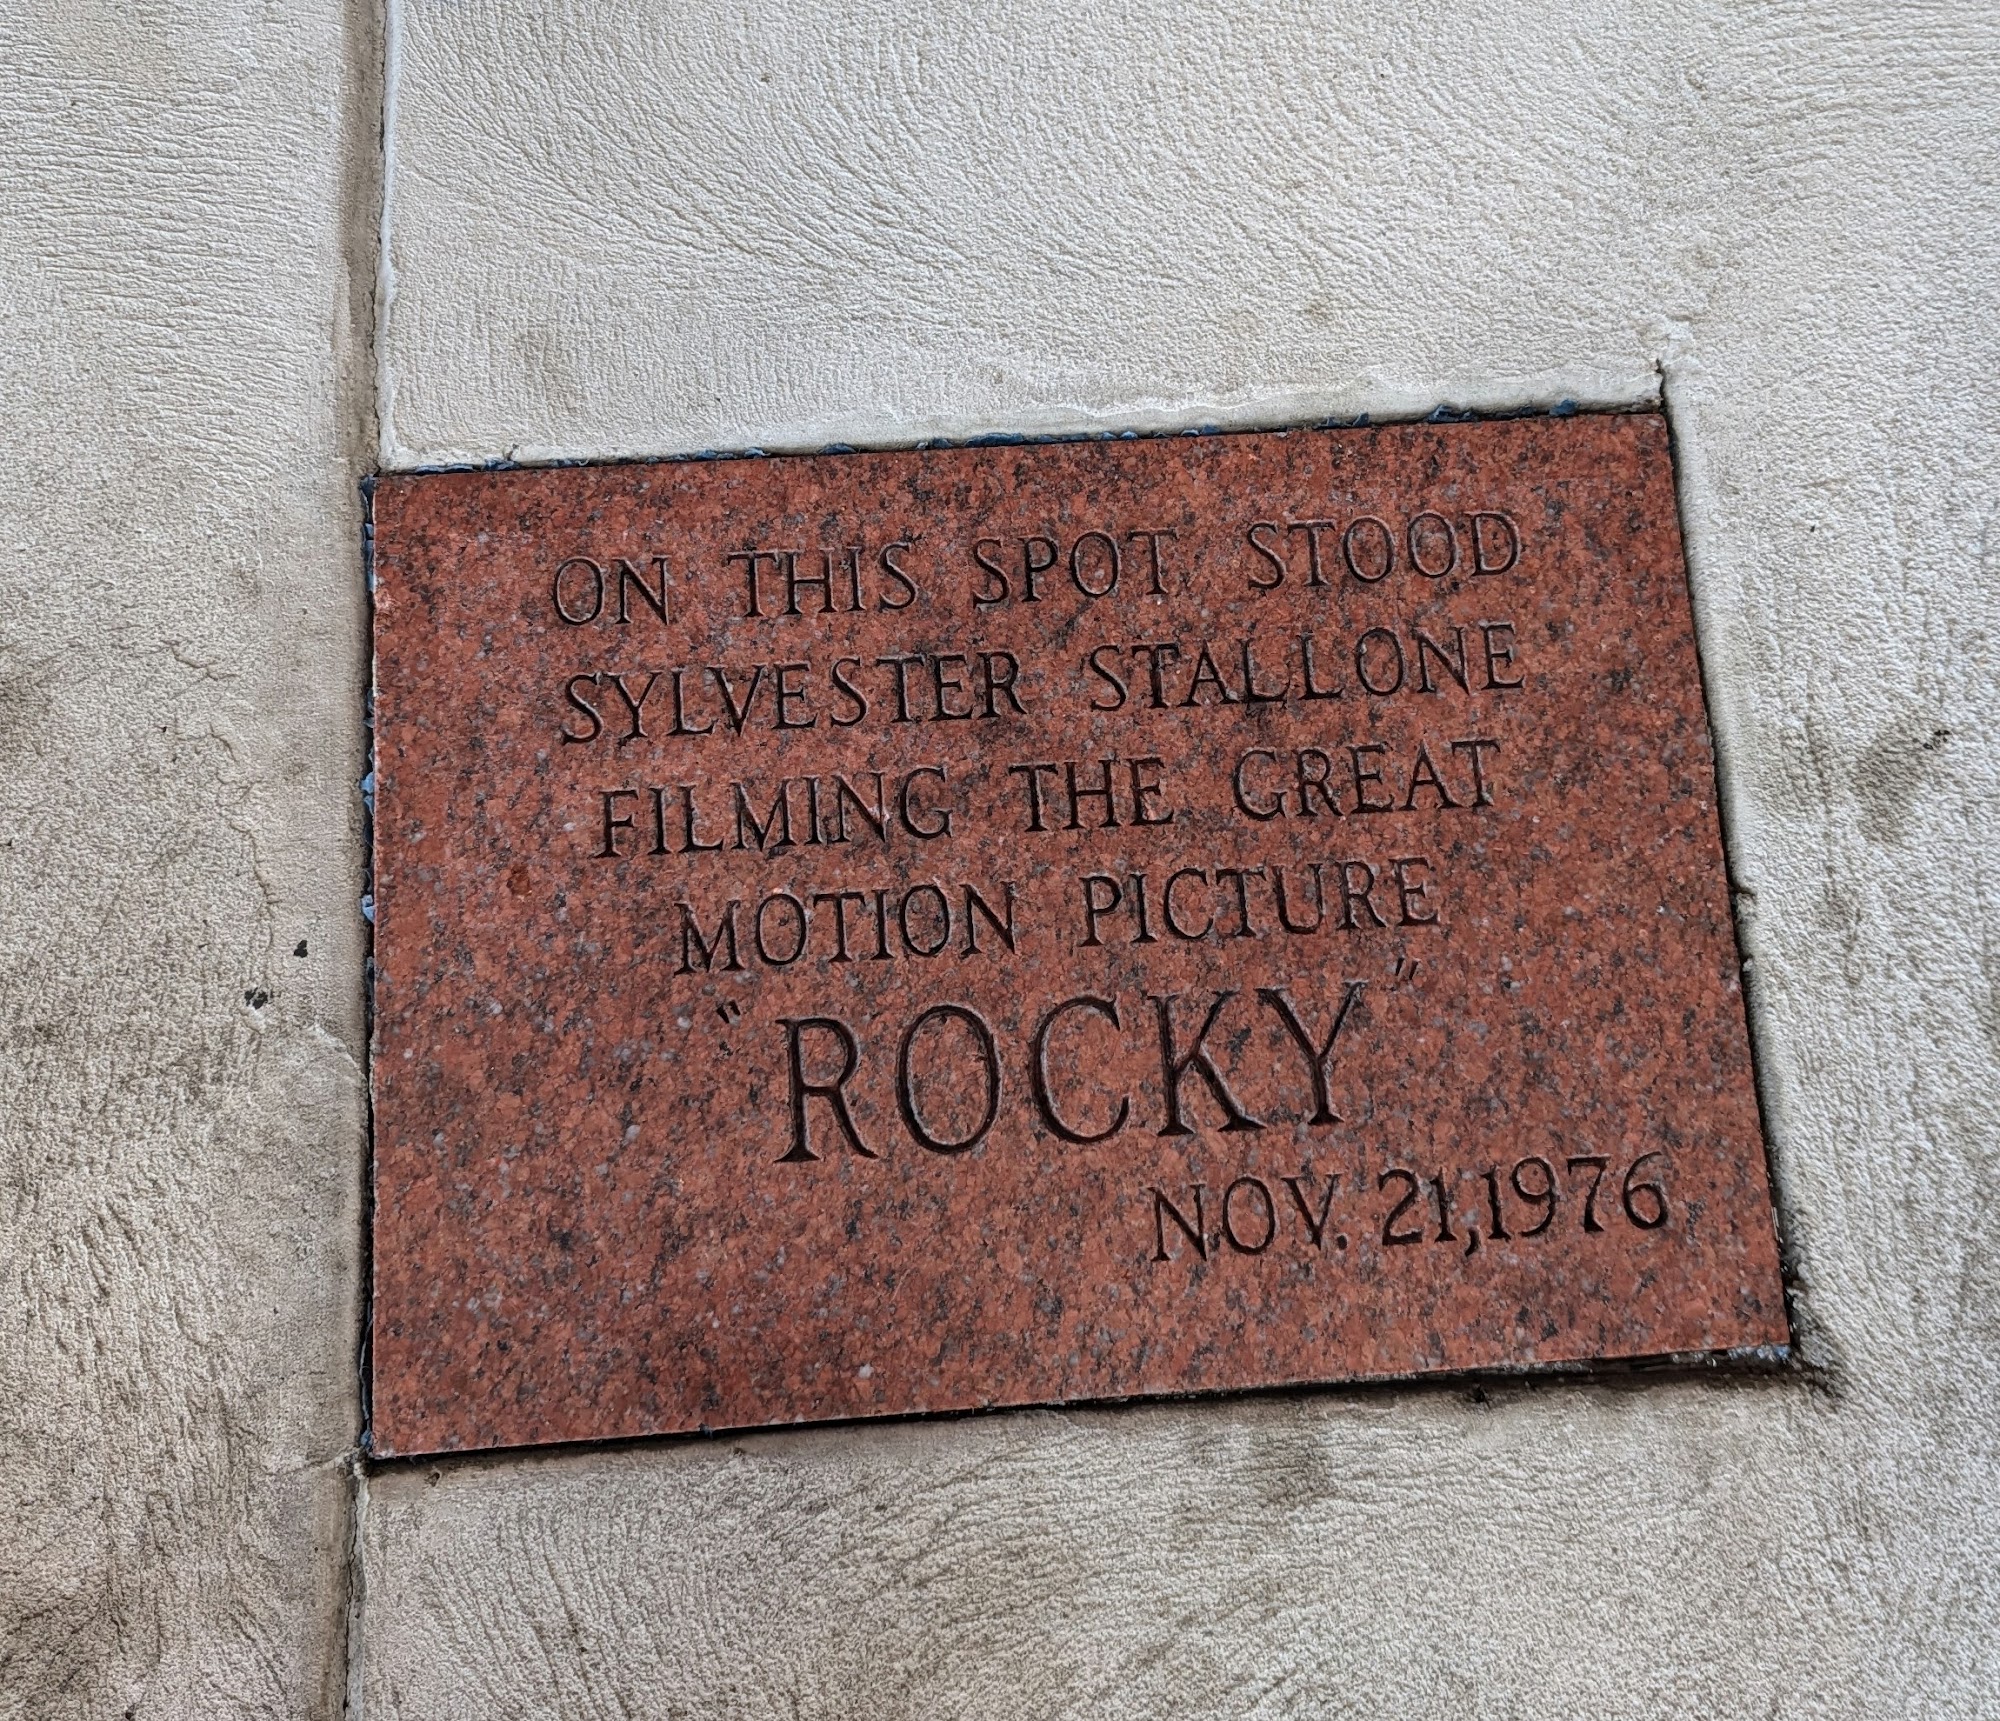 ON THIS SPOT STOOD
SYLVESTER STALLONE
FILMING THE GREAT
MOTION PICTURE
"ROCKY"
NOV. 21, 1976